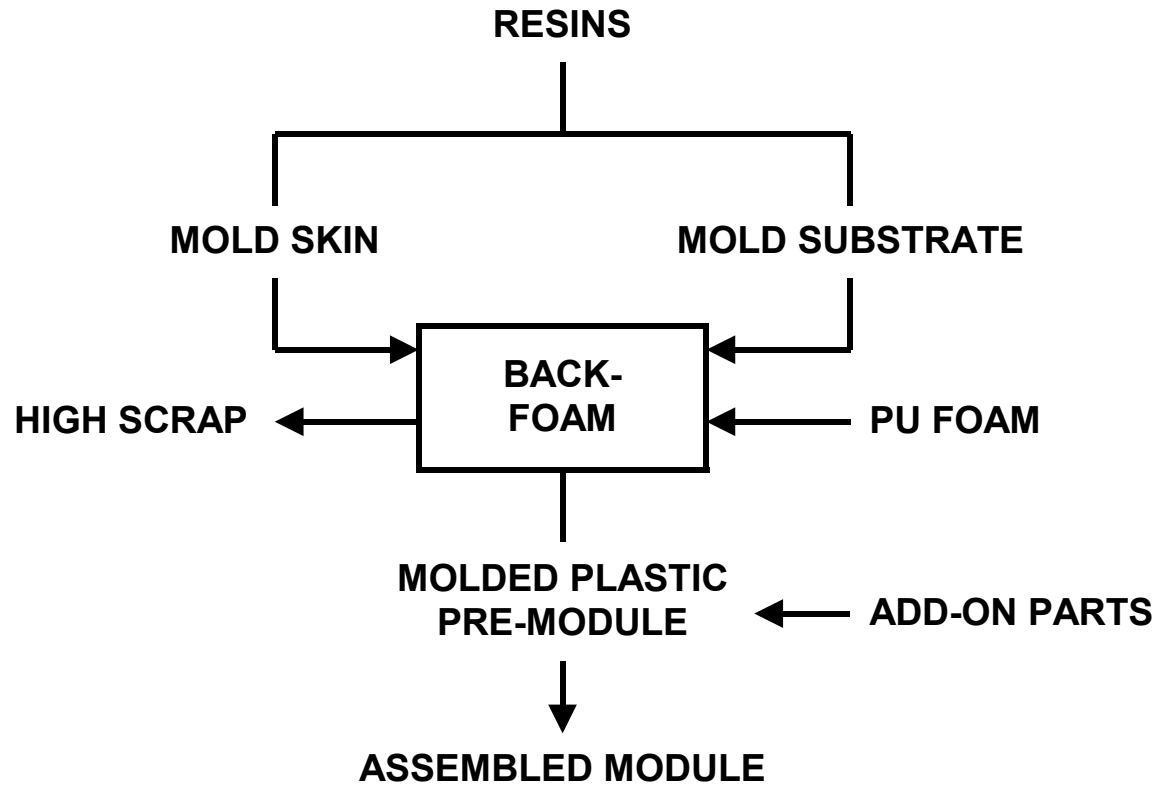 RESINS
MOLD SKIN
MOLD SUBSTRATE
BACK-
FOAM
HIGH SCRAP
PU FOAM
MOLDED PLASTIC
PRE-MODULE
ADD-ON PARTS
ASSEMBLED MODULE